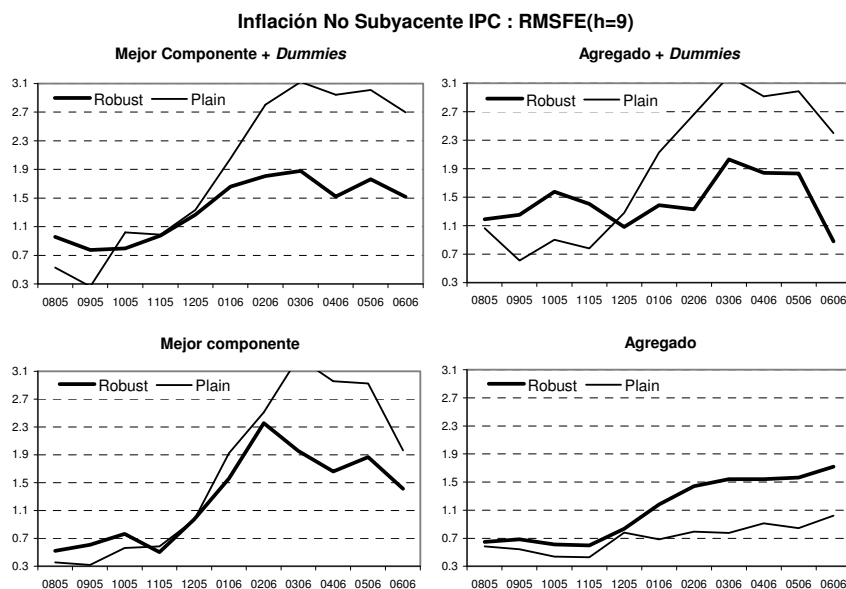 Inflación No Subyacente IPC : RMSFE(h=9)
Mejor Componente + Dummies
3.1
2.7
2.3
1.9
1.5
1.1
0.7
0.3
Robust Plain
0805 0905 1005 1105 1205 0106 0206 0306 0406 0506 0606
Agregado + Dummies
3.1
2.7
2.3
1.9
1.5
1.1
0.7
0.3
Robust Plain
0805 0905 1005 1105 1205 0106 0206 0306 0406 0506 0606
Mejor componente
3.1
2.7
2.3
1.9
1.5
1.1
0.7
0.3
Robust Plain
0805 0905 1005 1105 1205 0106 0206 0306 0406 0506 0606
Agregado
3.1
2.7
2.3
1.9
1.5
1.1
0.7
0.3
Robust Plain
0805 0905 1005 1105 1205 0106 0206 0306 0406 0506 0606